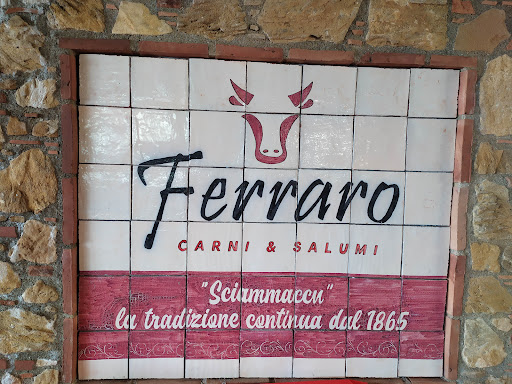 Ferraro
CARNI & SALUMI
"Sciammaccu"
la tradizione continua dal 1865